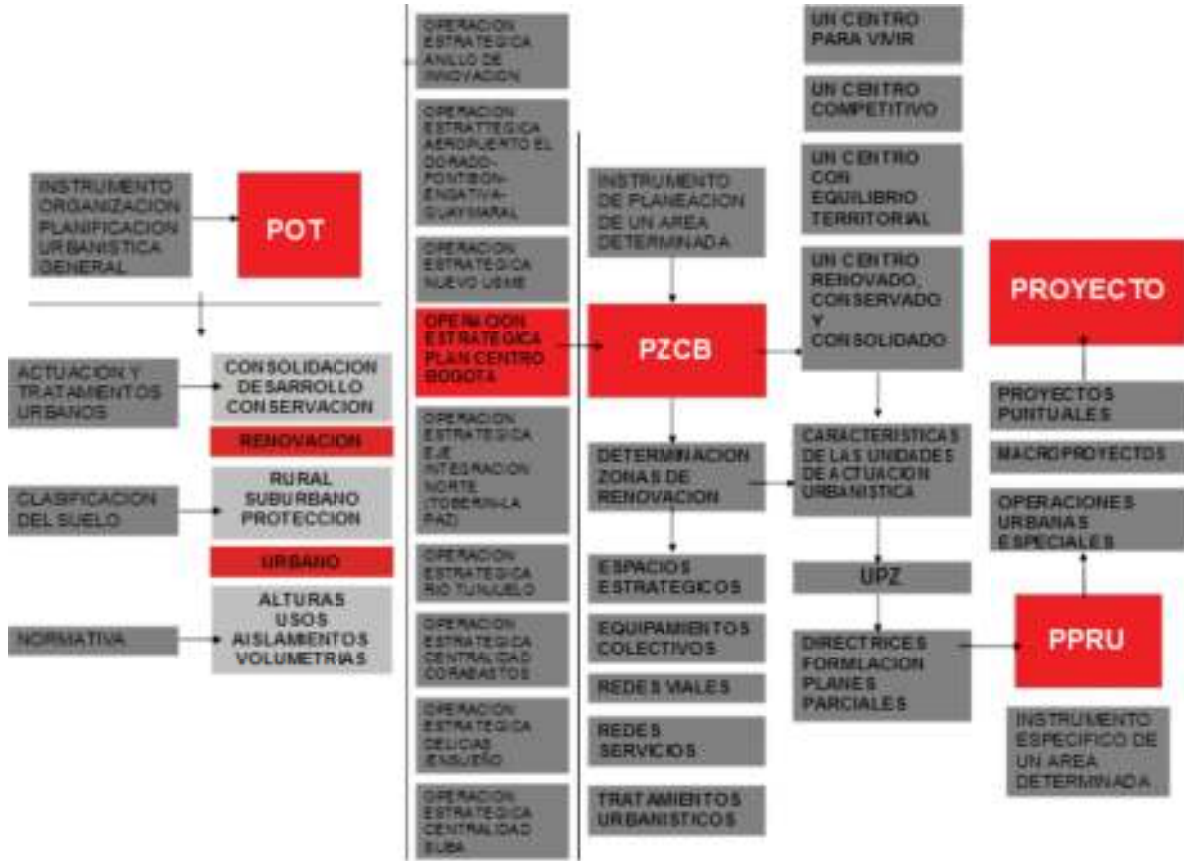 INSTRUMENTO
ORGANIZACION
PLANIFICACION
URBANISTICA
GENERAL
POT
ACTUACION Y
TRATAMIENTOS
URBANOS
CONSOLIDACION
DESARROLLO
CONSERVACION
RENOVACION
CLASIFICACION
DEL SUELO
RURAL
SUBURBANO
PROTECCION
URBANO
NORMATIVA
ALTURAS
USOS
AISLAMIENTOS
VOLUMETRIAS
OPERACION
ESTRATEGICA
ANILLO DE
INNOVACION
OPERACION
ESTRATTEGICA
AEROPUERTO EL
DORADO-
FONTIBON-
ENGATIVA-
GUAYMARAL
OPERACION
ESTRATEGICA
NUEVO USME
OPERACION
ESTRATEGICA
PLAN CENTRO
BOGOTA
OPERACION
ESTRATEGICA
EJE
INTEGRACION
NORTE
(TOBERIN-LA
PAZ)
OPERACION
ESTRATEGICA
RIO TUNJUELO
OPERACION
ESTRATEGICA
CENTRALIDAD
CORABASTOS
OPERACION
ESTRATEGICA
DELICIAS
/ENSUEÑO
OPERACION
ESTRATEGICA
CENTRALIDAD
SUBA
INSTRUMENTO
DE PLANEACION
DE UN AREA
DETERMINADA
PZCB
DETERMINACION
ZONAS DE
RENOVACION
ESPACIOS
ESTRATEGICOS
EQUIPAMIENTOS
COLECTIVOS
REDES VIALES
REDES
SERVICIOS
TRATAMIENTOS
URBANISTICOS
UN CENTRO
PARA VIVIR
UN CENTRO
COMPETITIVO
UN CENTRO
CON
EQUILIBRIO
TERRITORIAL
UN CENTRO
RENOVADO,
CONSERVADO
Y
CONSOLIDADO
CARACTERISTICAS
DE LAS UNIDADES
DE ACTUACION
URBANISTICA
UPZ
DIRECTRICES
FORMLACION
PLANES
PARCIALES
PROYECTO
PROYECTOS
PUNTUALES
MACROPROYECTOS
OPERACIONES
URBANAS
ESPECIALES
PPRU
INSTRUMENTO
ESPECIFICO DE
UN AREA
DETERMINADA